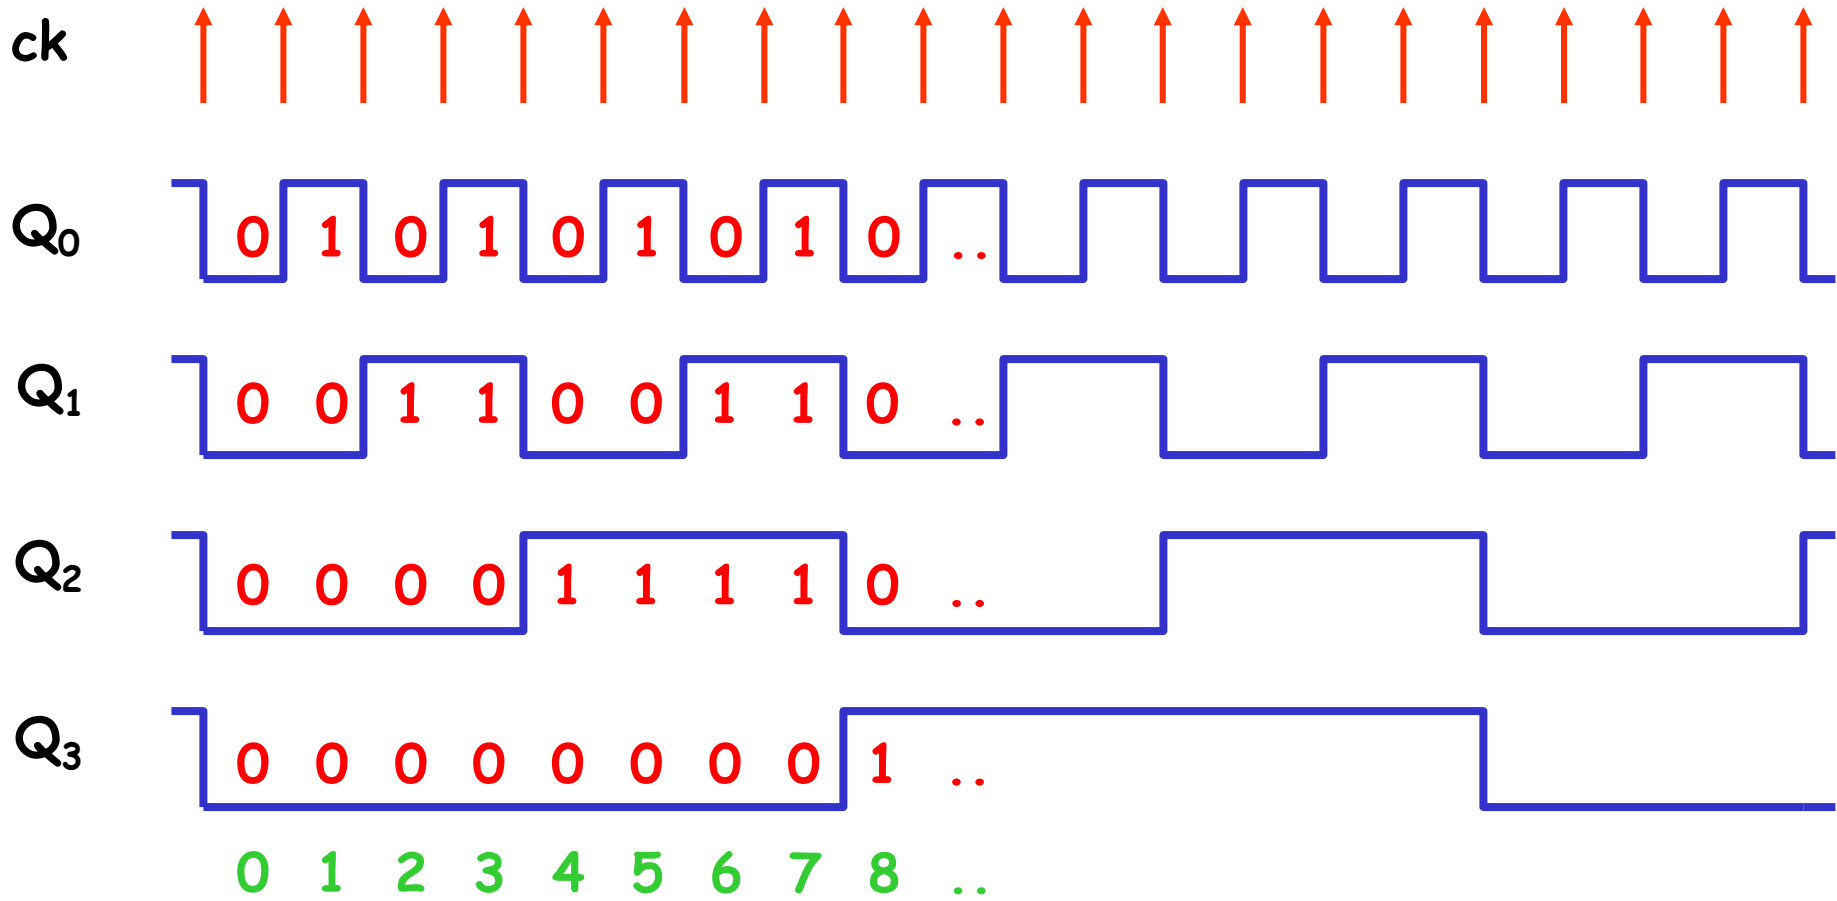 ck
Q0 0 1 0 1 0 1 0 1 0 ..
Q1 0 0 1 1 0 0 1 1 0 ..
Q2 0 0 0 0 1 1 1 1 0 ..
Q3 0 0 0 0 0 0 0 0 1 ..
0 1 2 3 4 5 6 7 8 ..